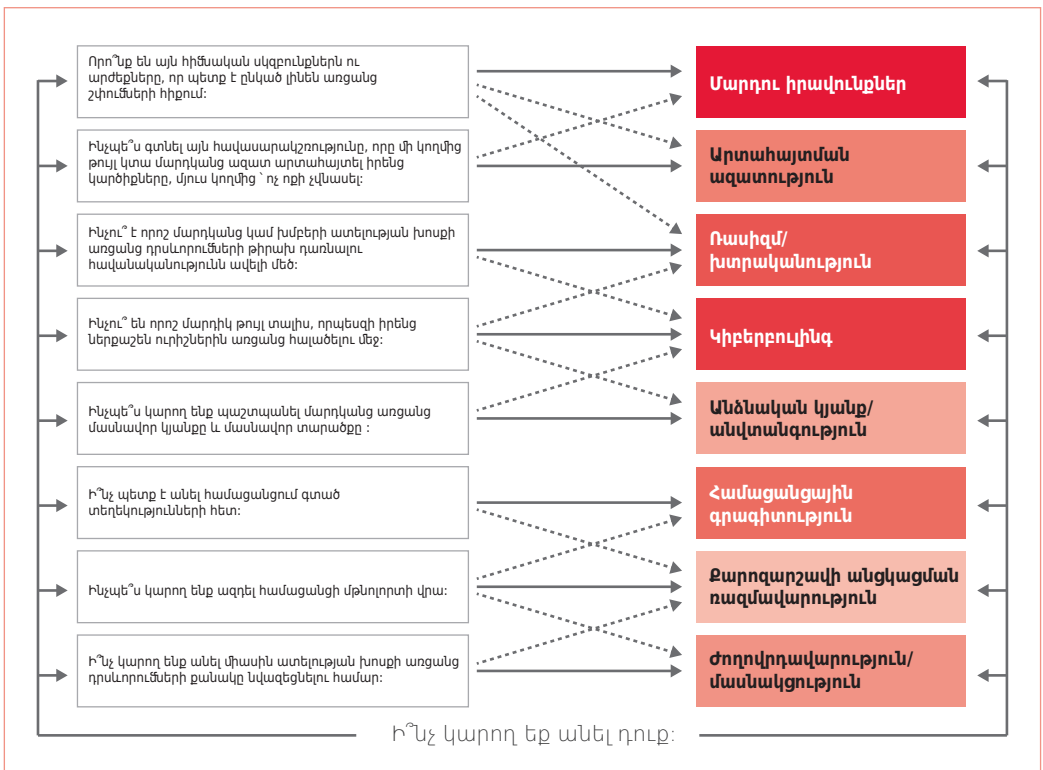 Որո՞նք են այն հիմնական սկզբունքներն ու
արժեքները, որ պետք է ընկած լինեն առցանց
շփումների հիքում:
Մարդու իրավունքներ
Ինչպե՞ս գտնել այն հավասարակշռությունը, որը մի կողմից
թույլ կտա մարդկանց ազատ արտահայտել իրենց
կարծիքները, մյուս կողմից ՝ ոչ ոքի չվնասել:
Արտահայտման
ազատություն
Ինչու՞ է որոշ մարդկանց կամ խմբերի ատելության խոսքի
առցանց դրսևորումների թիրախ դառնալու
հավանականությունն ավելի մեծ:
Ռասիզմ/
խտրականություն
Ինչու՞ են որոշ մարդիկ թույլ տալիս, որպեսզի իրենց
ներքաշեն ուրիշներին առցանց հալածելու մեջ:
Կիբերբուլինգ
Ինչպե՞ս կարող ենք պաշտպանել մարդկանց առցանց
մասնավոր կյանքը և մասնավոր տարածքը :
Անձնական կյանք/
անվտանգություն
Ի՞նչ պետք է անել համացանցում գտած
տեղեկությունների հետ:
Համացանցային
գրագիտություն
Ինչպե՞ս կարող ենք ազդել համացանցի մթնոլորտի վրա:
Քարոզարշավի անցկացման
ռազմավարություն
Ի՞նչ կարող ենք անել միասին ատելության խոսքի առցանց
դրսևորումների քանակը նվազեցնելու համար:
Ժողովրդավարություն/
մասնակցություն
Ի՞նչ կարող եք անել դուք: